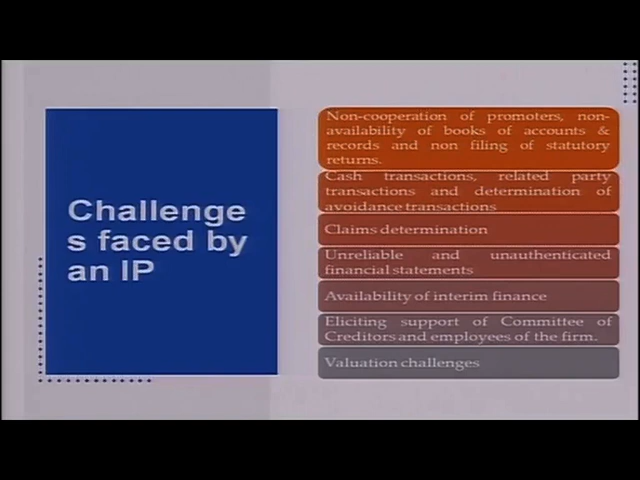 Challenge
s faced by
an IP
Non-cooperation of promoters, non-
availability of books of accounts &
records and non filing of statutory
returns.
Cash transactions, related party
transactions and determination of
avoidance transactions
Claims determination
Unreliable and unauthenticated
financial statements
Availability of interim finance
Eliciting support of Committee of
Creditors and employees of the firm.
Valuation challenges